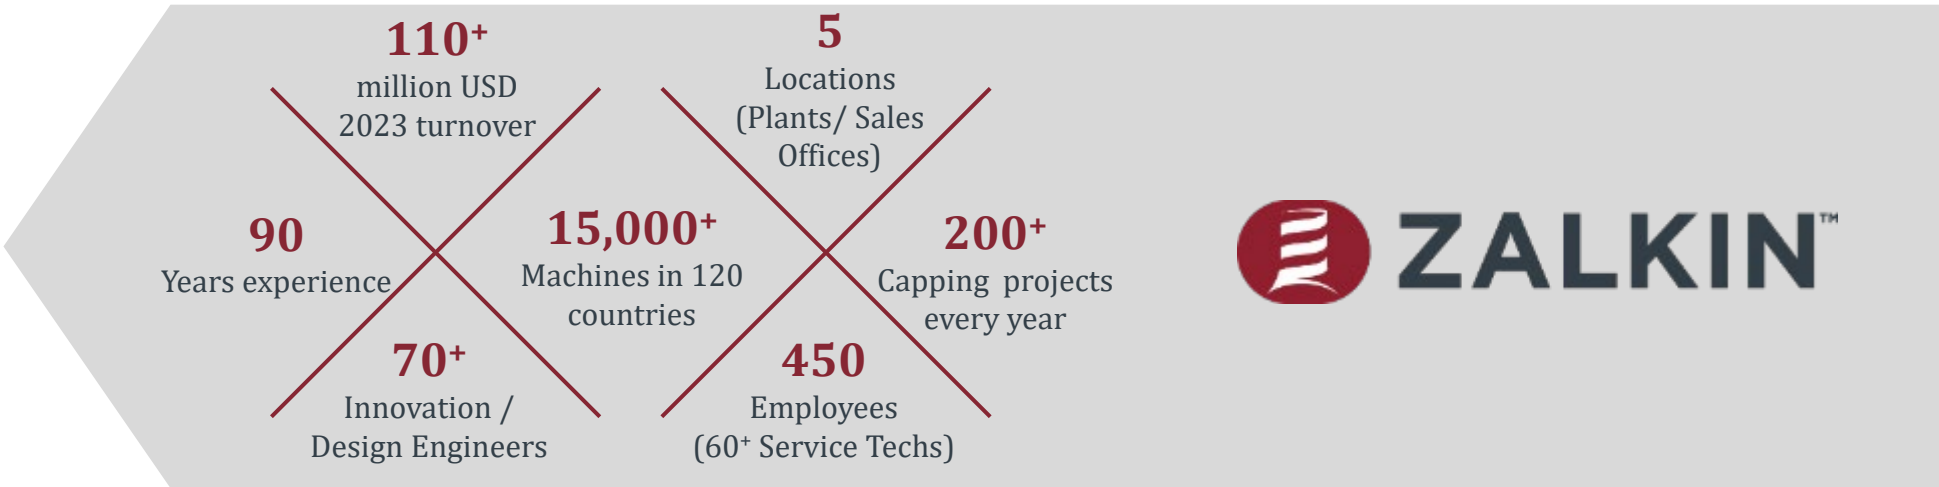 110⁺
million USD
2023 turnover
5
Locations
(Plants/ Sales
Offices)
90
Years experience
15,000⁺
Machines in 120
countries
200⁺
Capping projects
every year
70⁺
Innovation /
Design Engineers
450
Employees
(60⁺ Service Techs)
ZALKIN™